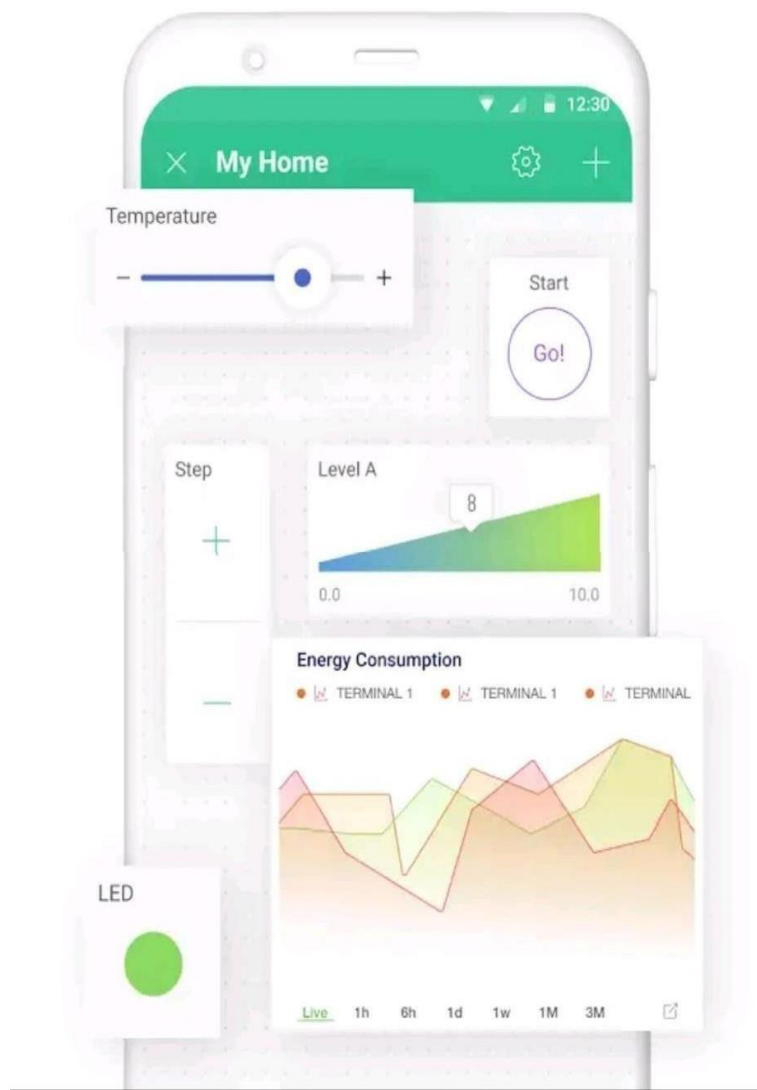 12:30
My Home
Temperature
Start
Go!
Step
Level A
8
0.0 10.0
Energy Consumption
TERMINAL 1 TERMINAL 1 TERMINAL
LED
Live 1h 6h 1d 1w 1M 3M